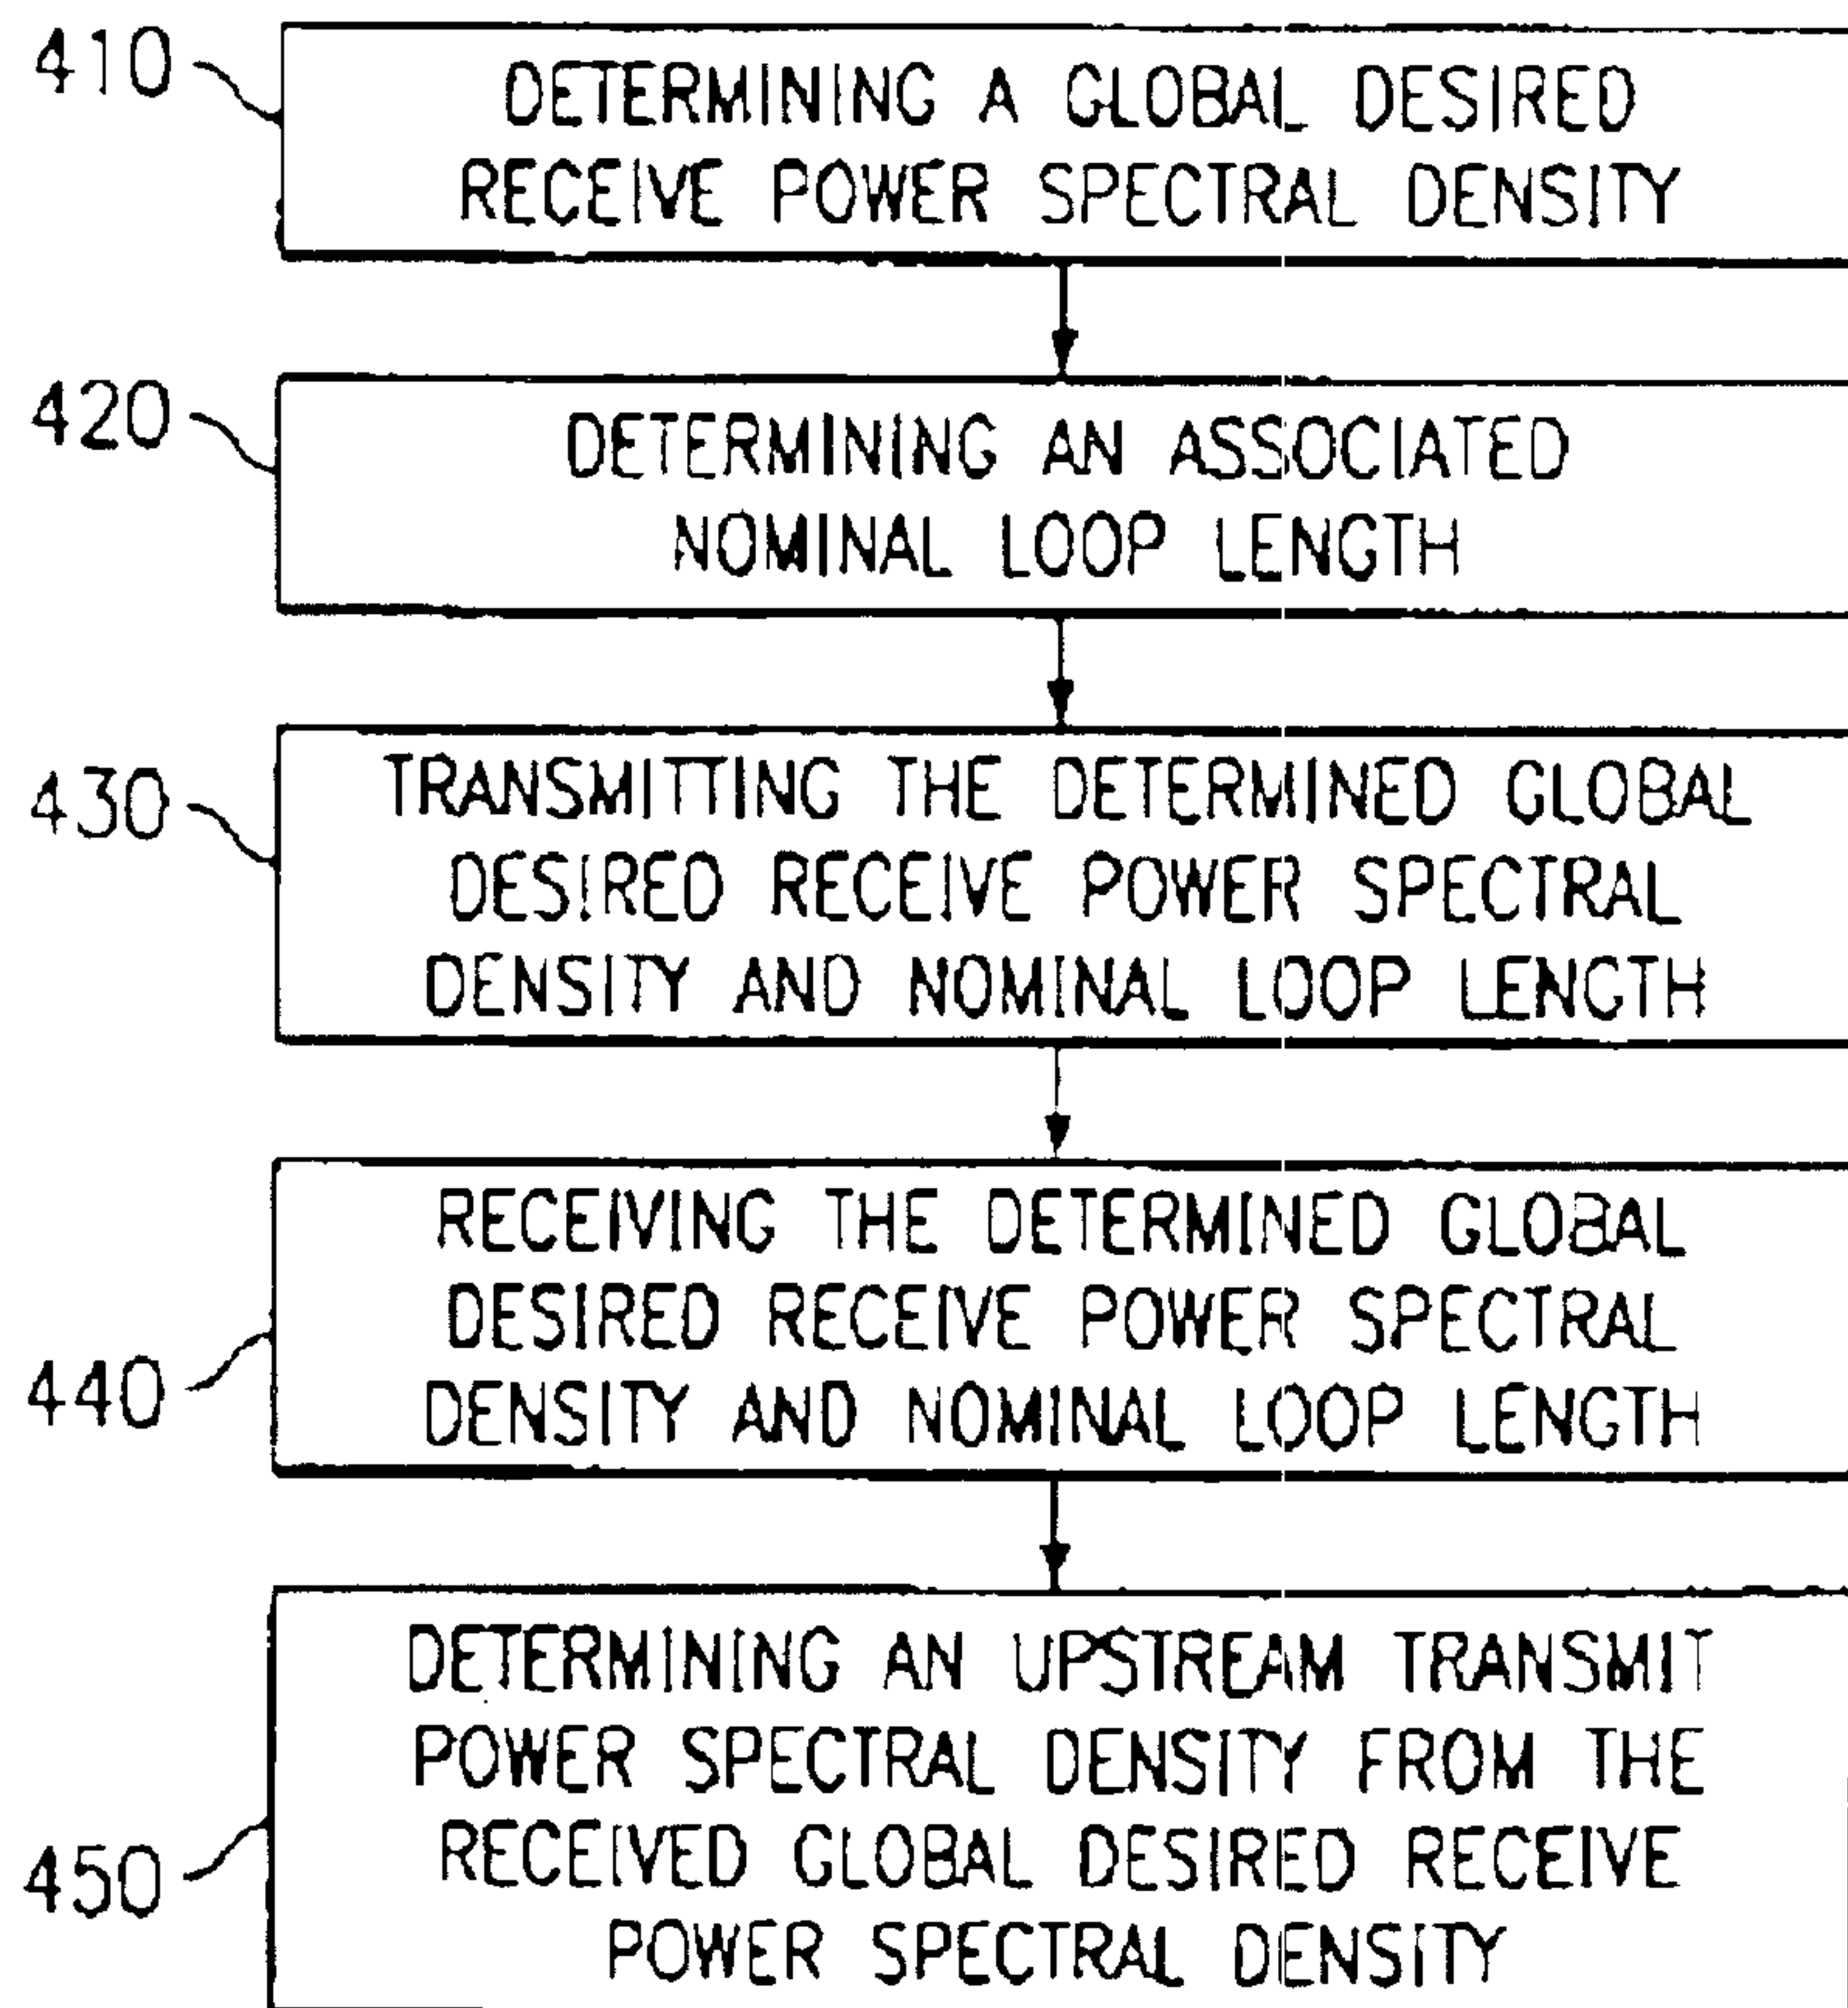 410
DETERMINING A GLOBAL DESIRED
RECEIVE POWER SPECTRAL DENSITY
420
DETERMINING AN ASSOCIATED
NOMINAL LOOP LENGTH
430
TRANSMITTING THE DETERMINED GLOBAL
DESIRED RECEIVE POWER SPECTRAL
DENSITY AND NOMINAL LOOP LENGTH
440
RECEIVING THE DETERMINED GLOBAL
DESIRED RECEIVE POWER SPECTRAL
DENSITY AND NOMINAL LOOP LENGTH
450
DETERMINING AN UPSTREAM TRANSMIT
POWER SPECTRAL DENSITY FROM THE
RECEIVED GLOBAL DESIRED RECEIVE
POWER SPECTRAL DENSITY